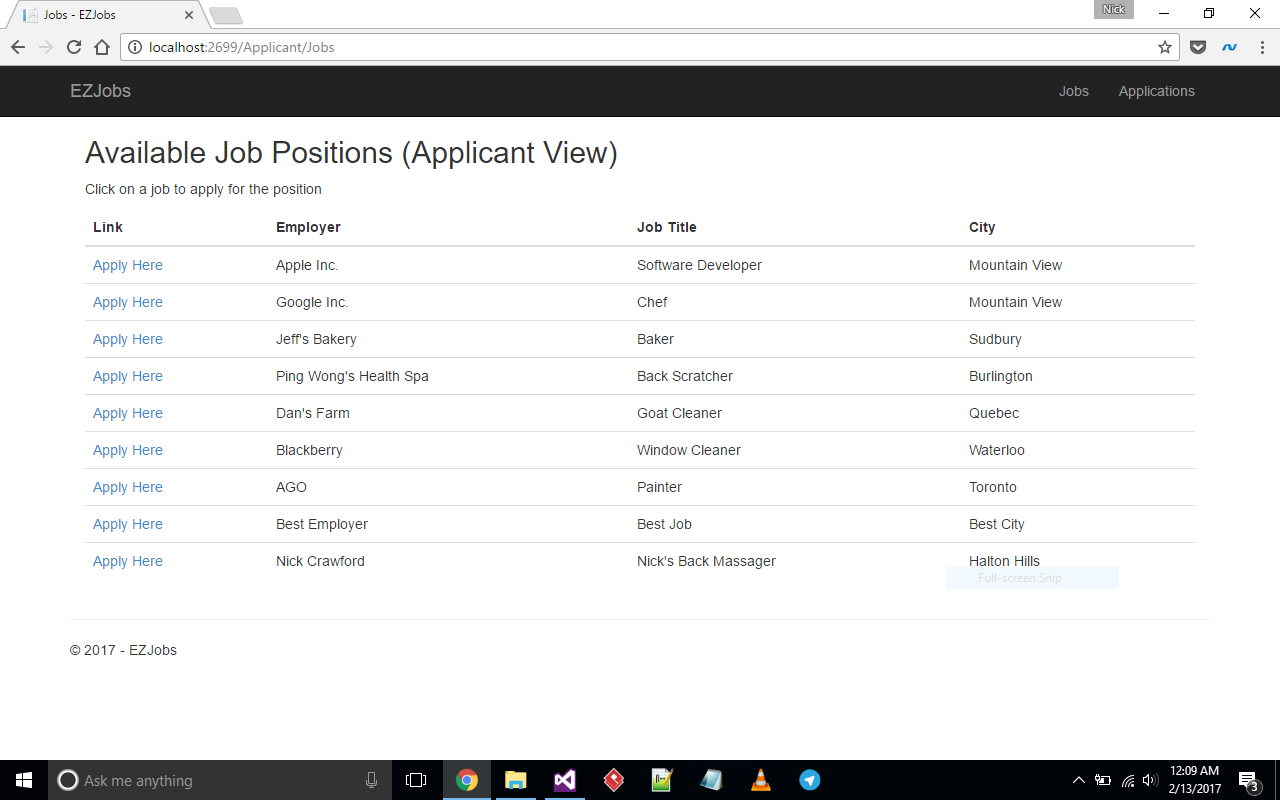 Jobs - EZJobs
Nick
localhost:2699/Applicant/Jobs
EZJobs Jobs Applications
Available Job Positions (Applicant View)
Click on a job to apply for the position
Link Employer Job Title City
Apply Here Apple Inc. Software Developer Mountain View
Apply Here Google Inc. Chef Mountain View
Apply Here Jeff's Bakery Baker Sudbury
Apply Here Ping Wong's Health Spa Back Scratcher Burlington
Apply Here Dan's Farm Goat Cleaner Quebec
Apply Here Blackberry Window Cleaner Waterloo
Apply Here AGO Painter Toronto
Apply Here Best Employer Best Job Best City
Apply Here Nick Crawford Nick's Back Massager Halton Hills
Full-screen Snip
© 2017 - EZJobs
Ask me anything
12:09 AM
2/13/2017
3